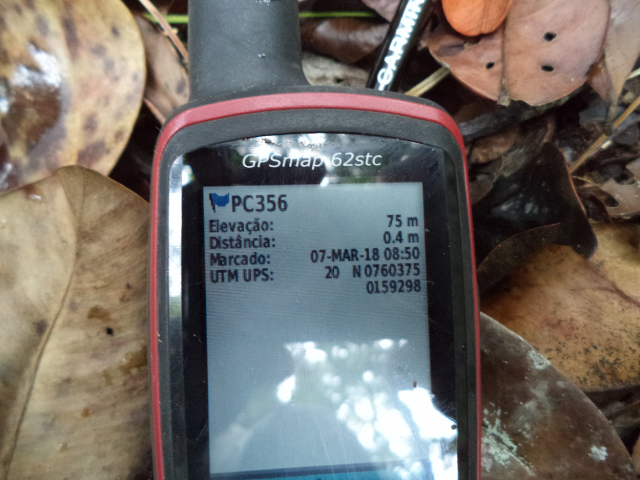 GARMIN
GPSmap 62stc
PC356
Elevação: 75 m
Distância: 0.4 m
Marcado: 07-MAR-18 08:50
UTM UPS: 20 N 0760375
0159298